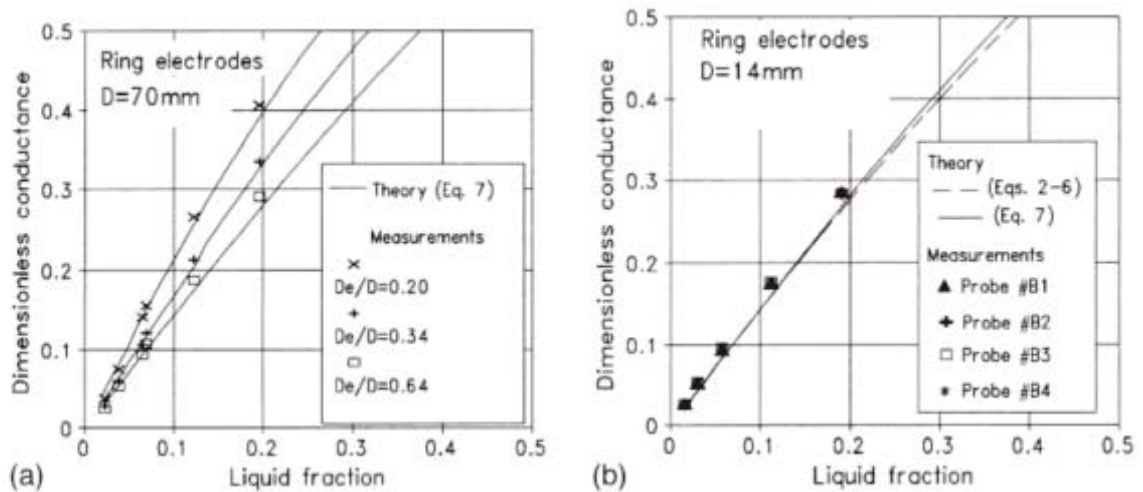 Ring electrodes
D=70mm
Dimensionless conductance
0.5
0.4
0.3
0.2
0.1
0
Theory (Eq. 7)
Measurements
De/D=0.20
De/D=0.34
De/D=0.64
0 0.1 0.2 0.3 0.4 0.5
Liquid fraction
(a)
Ring electrodes
D=14mm
Dimensionless conductance
0.5
0.4
0.3
0.2
0.1
0
Theory
(Eqs. 2-6)
(Eq. 7)
Measurements
Probe #B1
Probe #B2
Probe #B3
Probe #B4
0 0.1 0.2 0.3 0.4 0.5
Liquid fraction
(b)